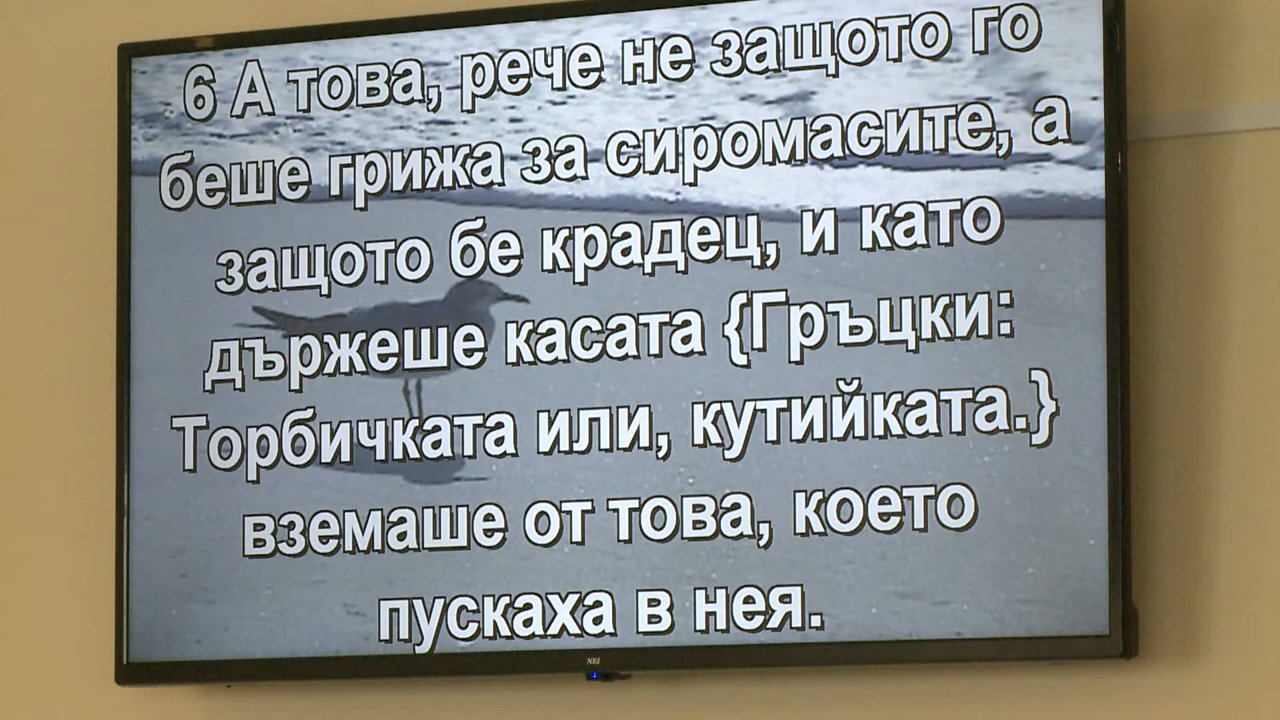 6 А това, рече не защото го
беше грижа за сиромасите, а
защото бе крадец, и като
държеше касата {Гръцки:
Торбичката или, кутийката.}
вземаше от това, което
пускаха в нея.
NEI